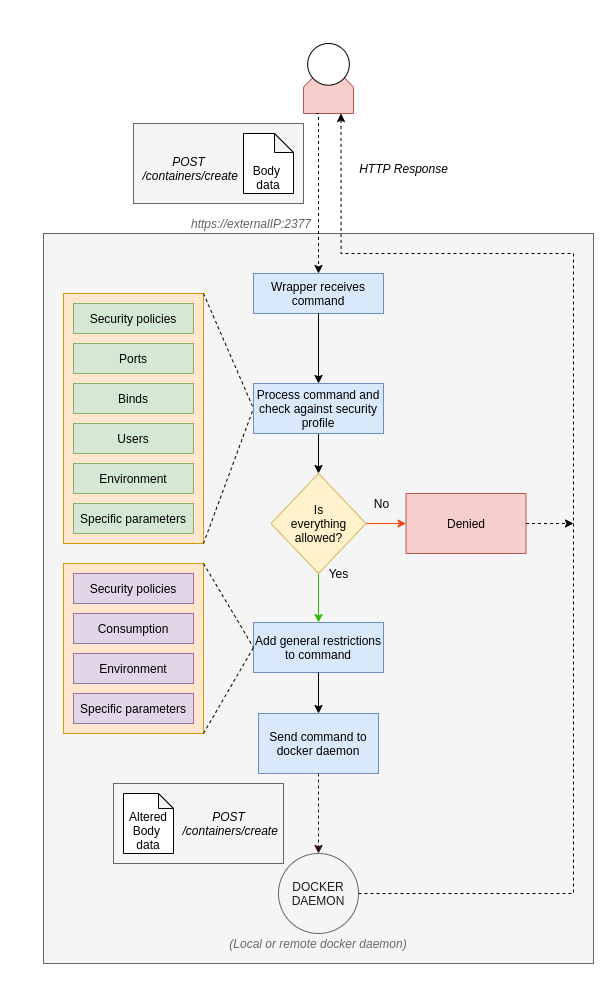 POST
/containers/create
Body
data
HTTP Response
https://externalIP:2377
Wrapper receives
command
Security policies
Ports
Binds
Users
Environment
Specific parameters
Process command and
check against security
profile
Is
everything
allowed?
No
Denied
Yes
Security policies
Consumption
Environment
Specific parameters
Add general restrictions
to command
Send command to
docker daemon
Altered
Body
data
POST
/containers/create
DOCKER
DAEMON
(Local or remote docker daemon)